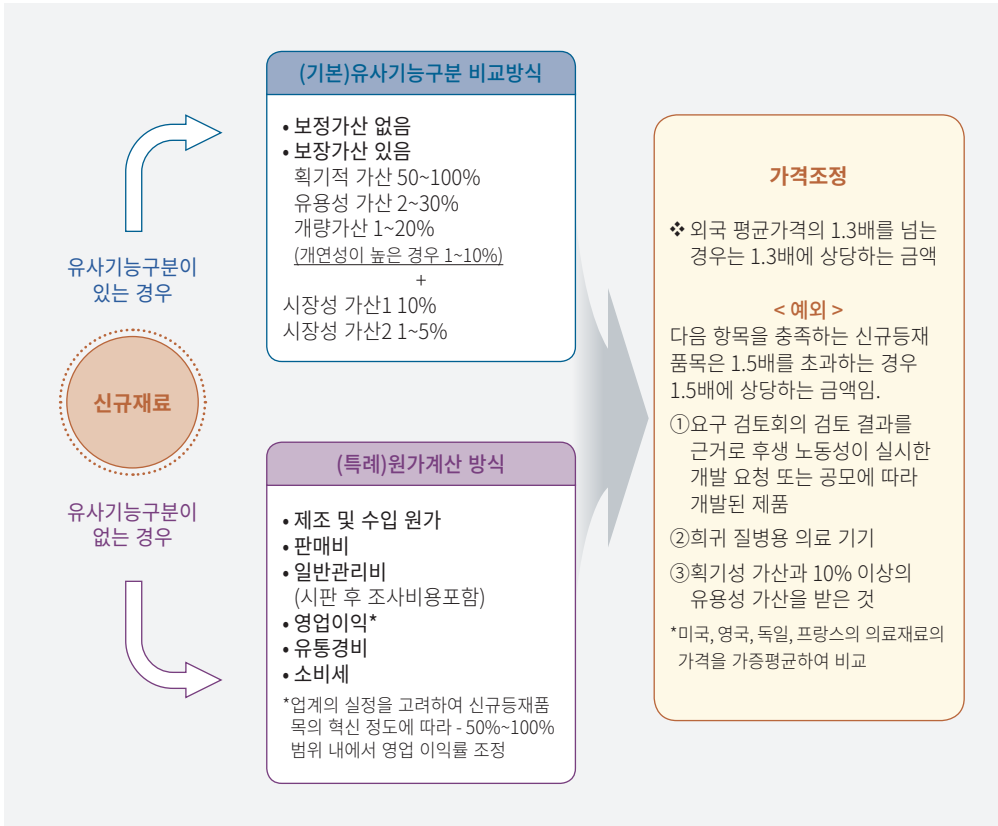 신규재료
유사기능구분이
있는 경우
(기본)유사기능구분 비교방식
• 보정가산 없음
• 보장가산 있음
획기적 가산 50~100%
유용성 가산 2~30%
개량가산 1~20%
(개연성이 높은 경우 1~10%)
+
시장성 가산1 10%
시장성 가산2 1~5%
유사기능구분이
없는 경우
(특례)원가계산 방식
• 제조 및 수입 원가
• 판매비
• 일반관리비
(시판 후 조사비용포함)
• 영업이익*
• 유통경비
• 소비세
*업계의 실정을 고려하여 신규등재품
목의 혁신 정도에 따라 - 50%~100%
범위 내에서 영업 이익률 조정
가격조정
❖ 외국 평균가격의 1.3배를 넘는
경우는 1.3배에 상당하는 금액
< 예외 >
다음 항목을 충족하는 신규등재
품목은 1.5배를 초과하는 경우
1.5배에 상당하는 금액임.
①요구 검토회의 검토 결과를
근거로 후생 노동성이 실시한
개발 요청 또는 공모에 따라
개발된 제품
②희귀 질병용 의료 기기
③획기성 가산과 10% 이상의
유용성 가산을 받은 것
*미국, 영국, 독일, 프랑스의 의료재료의
가격을 가증평균하여 비교